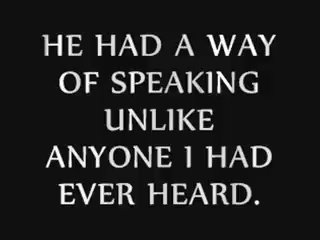 HE HAD A WAY
OF SPEAKING
UNLIKE
ANYONE I HAD
EVER HEARD.